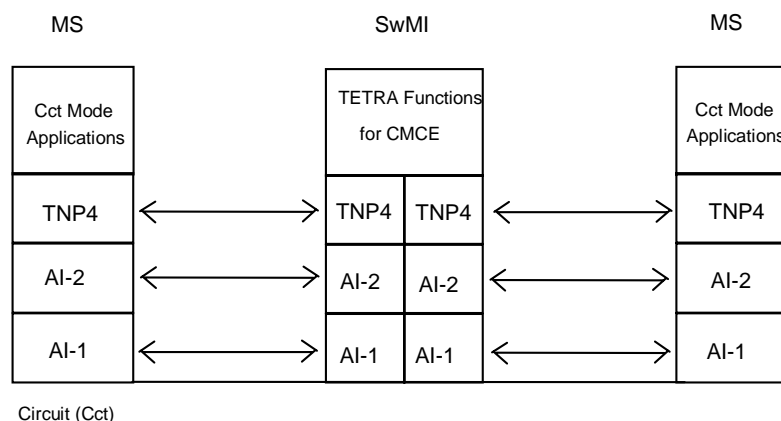 MS SwMI MS
Cct Mode
Applications
TETRA Functions
for CMCE
Cct Mode
Applications
TNP4 TNP4 TNP4 TNP4
AI-2 AI-2 AI-2 AI-2
AI-1 AI-1 AI-1 AI-1
Circuit (Cct)